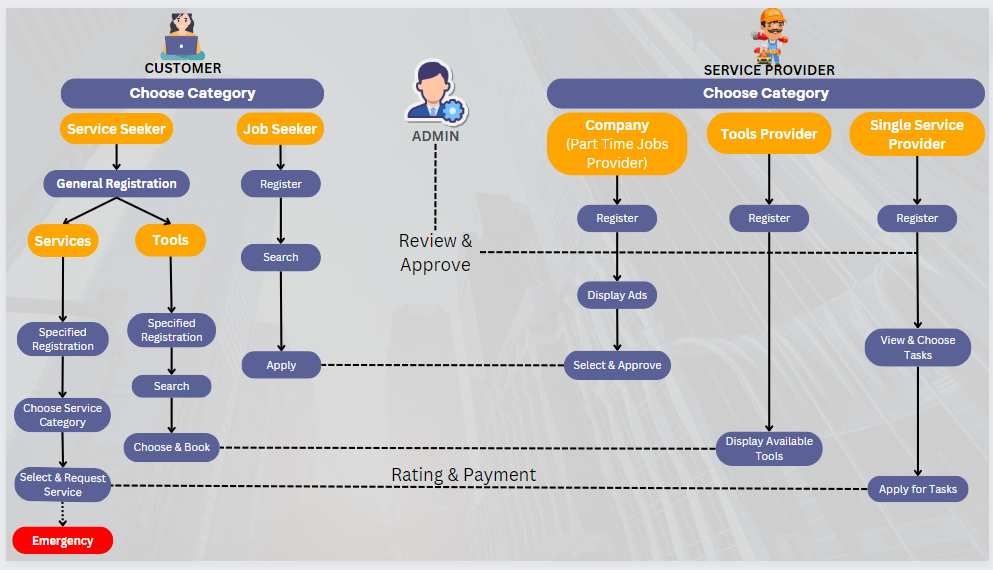 CUSTOMER
Choose Category
Service Seeker
Job Seeker
General Registration
Register
Services
Tools
Search
Specified
Registration
Specified
Registration
Apply
Search
Choose Service
Category
Choose & Book
Select & Request
Service
Emergency
ADMIN
Review &
Approve
Rating & Payment
SERVICE PROVIDER
Choose Category
Company
(Part Time Jobs
Provider)
Tools Provider
Single Service
Provider
Register
Register
Register
Display Ads
View & Choose
Tasks
Select & Approve
Display Available
Tools
Apply for Tasks